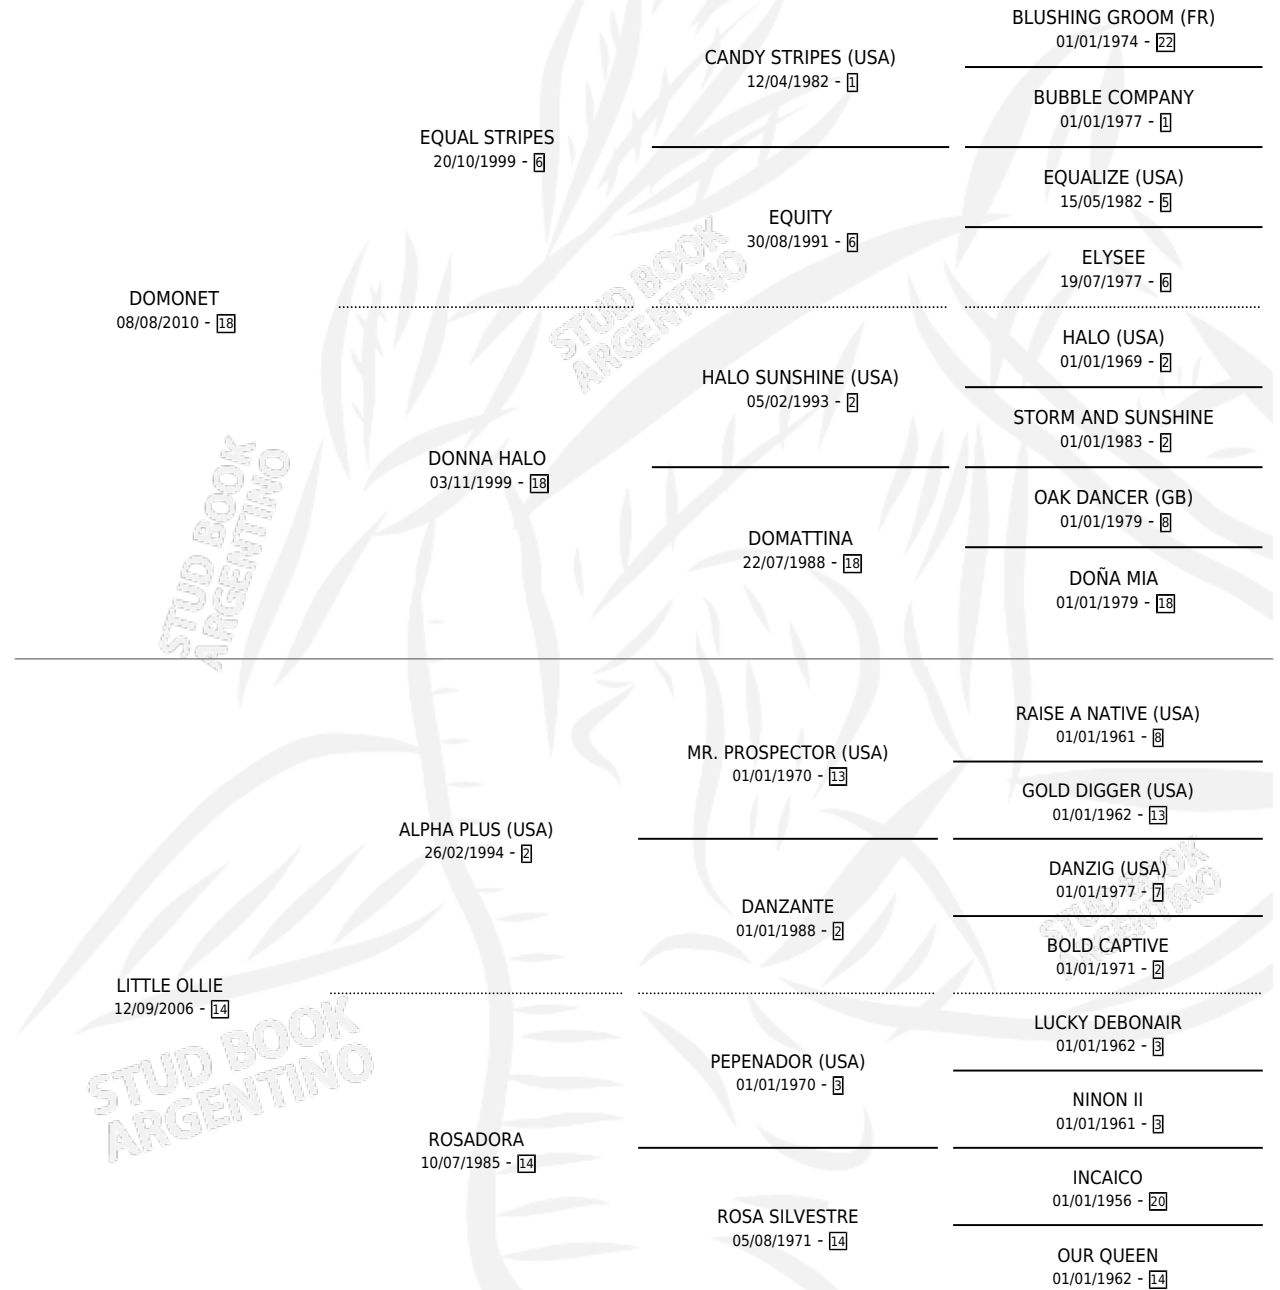 BLUSHING GROOM (FR)
01/01/1974 - 22
CANDY STRIPES (USA)
12/04/1982 - 1
BUBBLE COMPANY
01/01/1977 - 1
EQUAL STRIPES
20/10/1999 - 6
EQUALIZE (USA)
15/05/1982 - 5
EQUITY
30/08/1991 - 6
ELYSEE
19/07/1977 - 6
DOMONET
08/08/2010 - 18
HALO (USA)
01/01/1969 - 2
HALO SUNSHINE (USA)
05/02/1993 - 2
STORM AND SUNSHINE
01/01/1983 - 2
DONNA HALO
03/11/1999 - 18
OAK DANCER (GB)
01/01/1979 - 8
DOMATTINA
22/07/1988 - 18
DOÑA MIA
01/01/1979 - 18
RAISE A NATIVE (USA)
01/01/1961 - 8
MR. PROSPECTOR (USA)
01/01/1970 - 13
GOLD DIGGER (USA)
01/01/1962 - 13
ALPHA PLUS (USA)
26/02/1994 - 2
DANZIG (USA)
01/01/1977 - 7
DANZANTE
01/01/1988 - 2
BOLD CAPTIVE
01/01/1971 - 2
LITTLE OLLIE
12/09/2006 - 14
LUCKY DEBONAIR
01/01/1962 - 3
PEPENADOR (USA)
01/01/1970 - 3
NINON II
01/01/1961 - 3
ROSADORA
10/07/1985 - 14
INCAICO
01/01/1956 - 20
ROSA SILVESTRE
05/08/1971 - 14
OUR QUEEN
01/01/1962 - 14
STUD BOOK
ARGENTINO
STUD BOOK
ARGENTINO
STUD BOOK
ARGENTINO
STUD BOOK
ARGENTINO